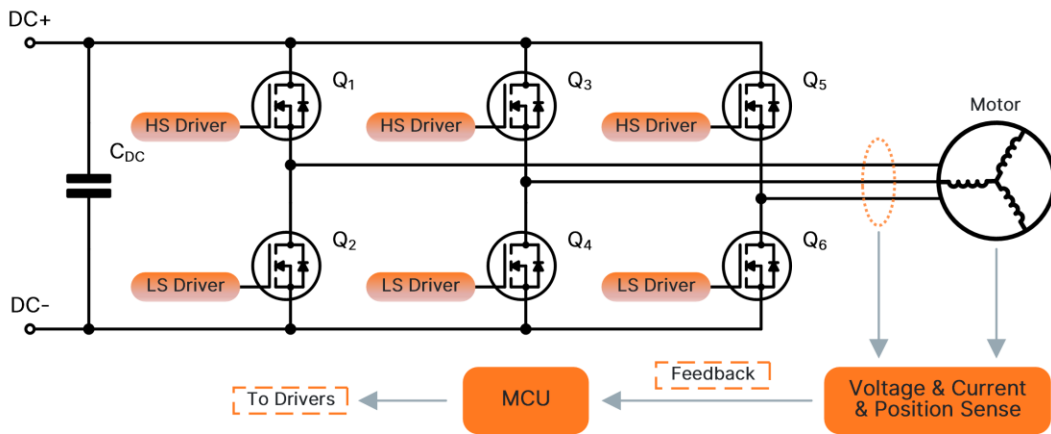 DC+
Q₁
Q₃
Q₅
Motor
HS Driver
HS Driver
HS Driver
C_DC
Q₂
Q₄
Q₆
LS Driver
LS Driver
LS Driver
DC-
Feedback
To Drivers
MCU
Voltage & Current
& Position Sense